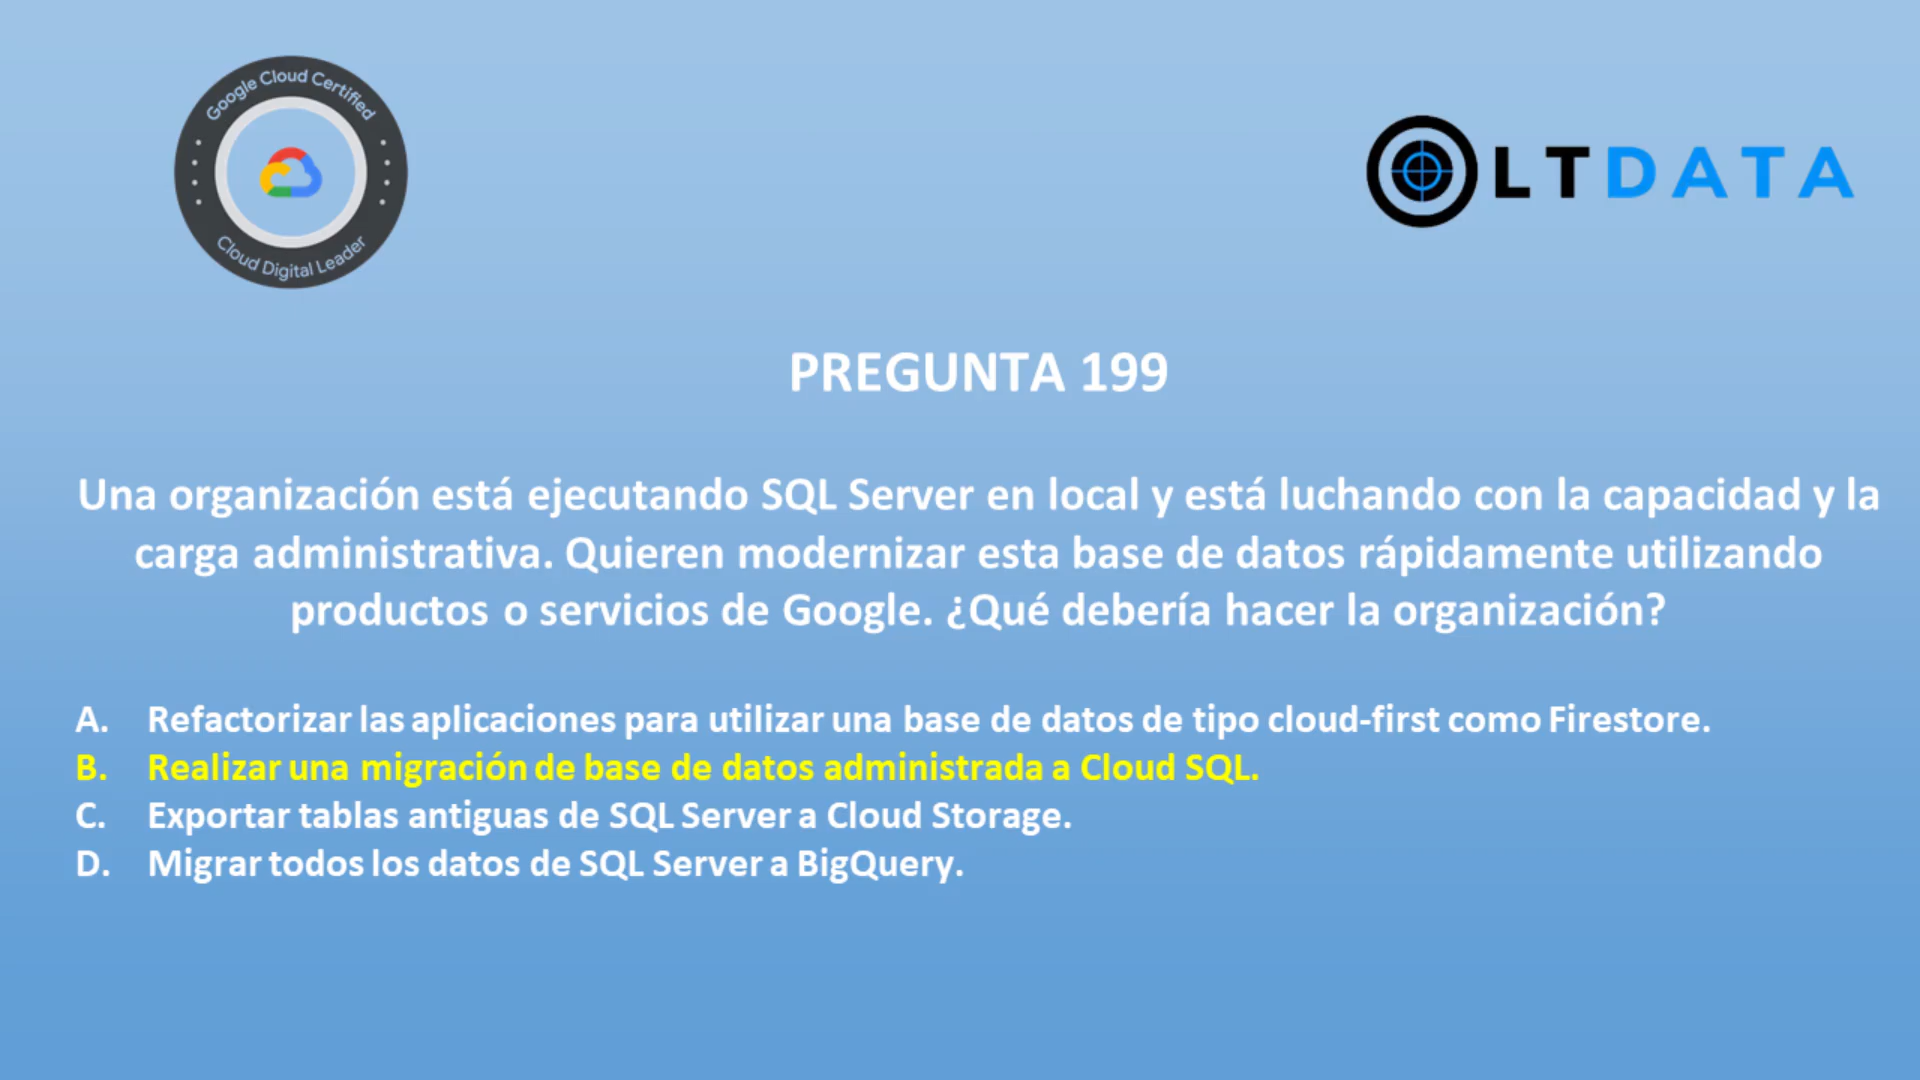 Google Cloud Certified
Cloud Digital Leader
LTDATA
PREGUNTA 199
Una organización está ejecutando SQL Server en local y está luchando con la capacidad y la
carga administrativa. Quieren modernizar esta base de datos rápidamente utilizando
productos o servicios de Google. ¿Qué debería hacer la organización?
A. Refactorizar las aplicaciones para utilizar una base de datos de tipo cloud-first como Firestore.
B. Realizar una migración de base de datos administrada a Cloud SQL.
C. Exportar tablas antiguas de SQL Server a Cloud Storage.
D. Migrar todos los datos de SQL Server a BigQuery.